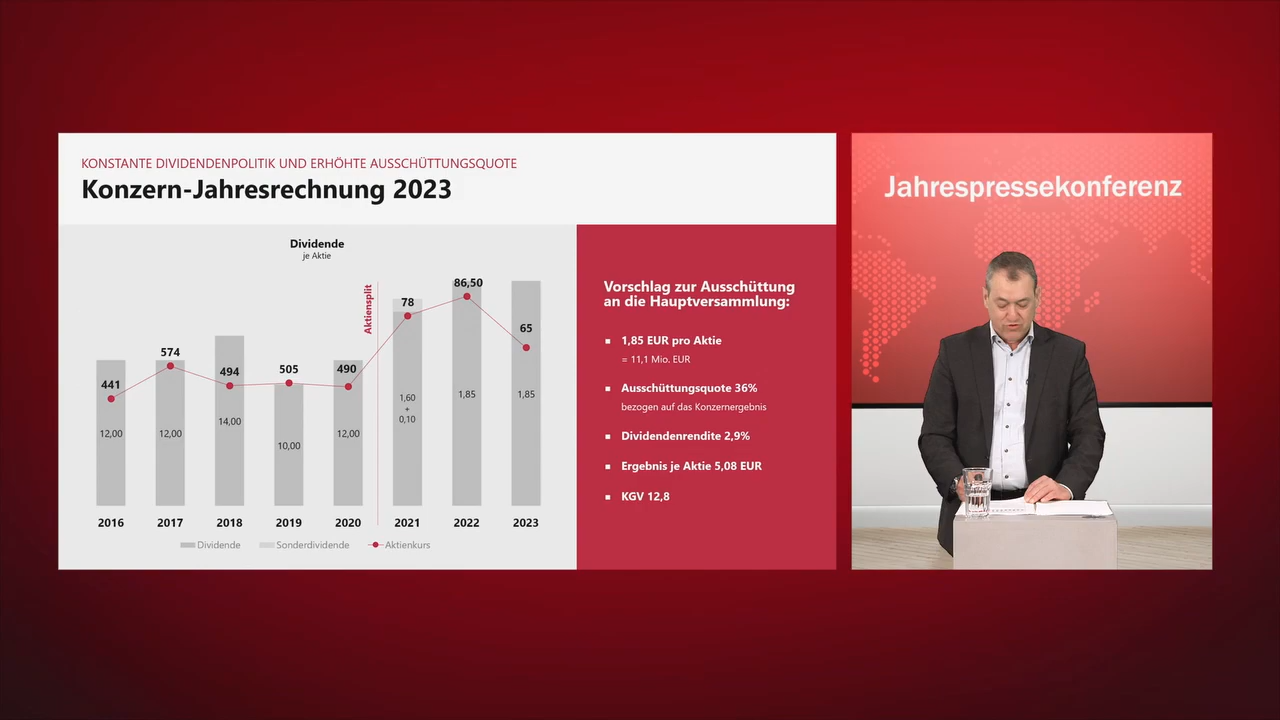 KONSTANTE DIVIDENDENPOLITIK UND ERHÖHTE AUSSCHÜTTUNGSQUOTE
Konzern-Jahresrechnung 2023
Dividende
je Aktie
Aktiensplit
441
574
494
505
490
78
86,50
65
12,00
12,00
14,00
10,00
12,00
1,60
+
0,10
1,85
1,85
2016 2017 2018 2019 2020 2021 2022 2023
Dividende Sonderdividende Aktienkurs
Vorschlag zur Ausschüttung
an die Hauptversammlung:
▪ 1,85 EUR pro Aktie
= 11,1 Mio. EUR
▪ Ausschüttungsquote 36%
bezogen auf das Konzernergebnis
▪ Dividendenrendite 2,9%
▪ Ergebnis je Aktie 5,08 EUR
▪ KGV 12,8
Jahrespressekonferenz